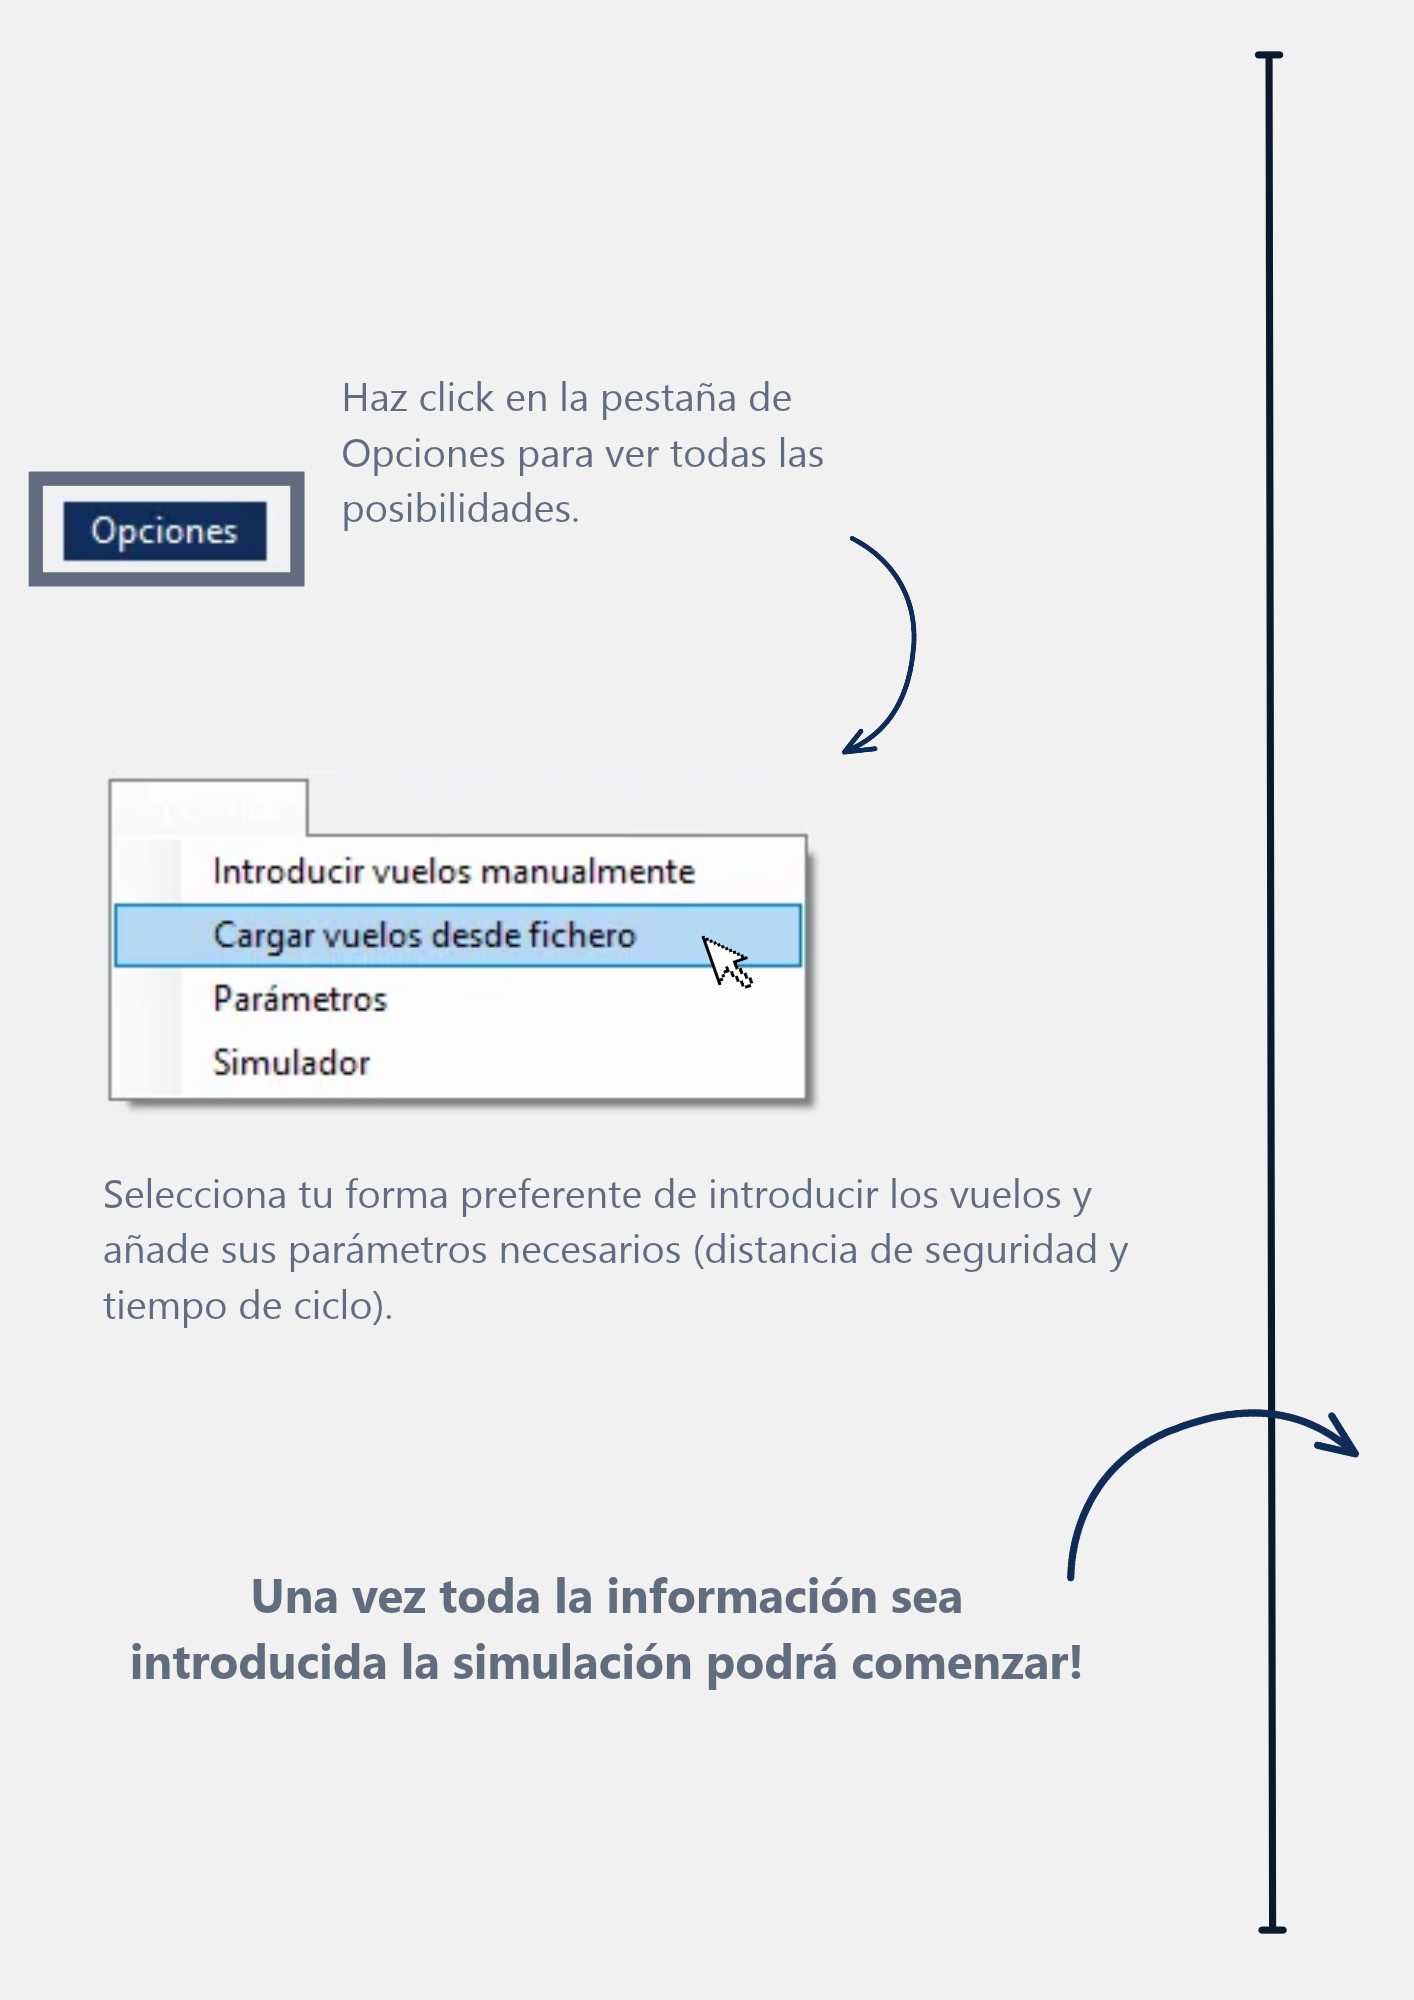 Haz click en la pestaña de
Opciones para ver todas las
posibilidades.
Opciones
Introducir vuelos manualmente
Cargar vuelos desde fichero
Parámetros
Simulador
Selecciona tu forma preferente de introducir los vuelos y
añade sus parámetros necesarios (distancia de seguridad y
tiempo de ciclo).
Una vez toda la información sea
introducida la simulación podrá comenzar!